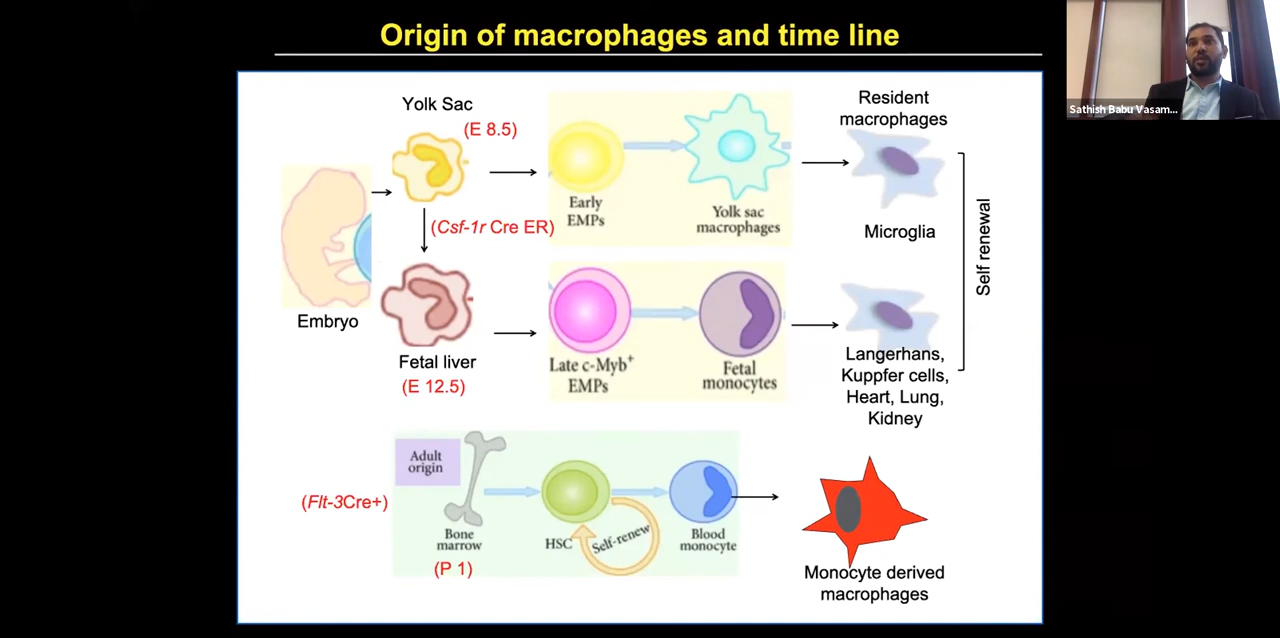 Origin of macrophages and time line
Sathish Babu Vasam...
Yolk Sac
(E 8.5)
Resident
macrophages
Early
EMPs
Yolk sac
macrophages
Microglia
(Csf-1r Cre ER)
Self renewal
Embryo
Fetal liver
(E 12.5)
Late c-Myb+
EMPs
Fetal
monocytes
Langerhans,
Kuppfer cells,
Heart, Lung,
Kidney
Adult
origin
(Flt-3Cre+)
Bone
marrow
(P 1)
HSC
Self-renew
Blood
monocyte
Monocyte derived
macrophages